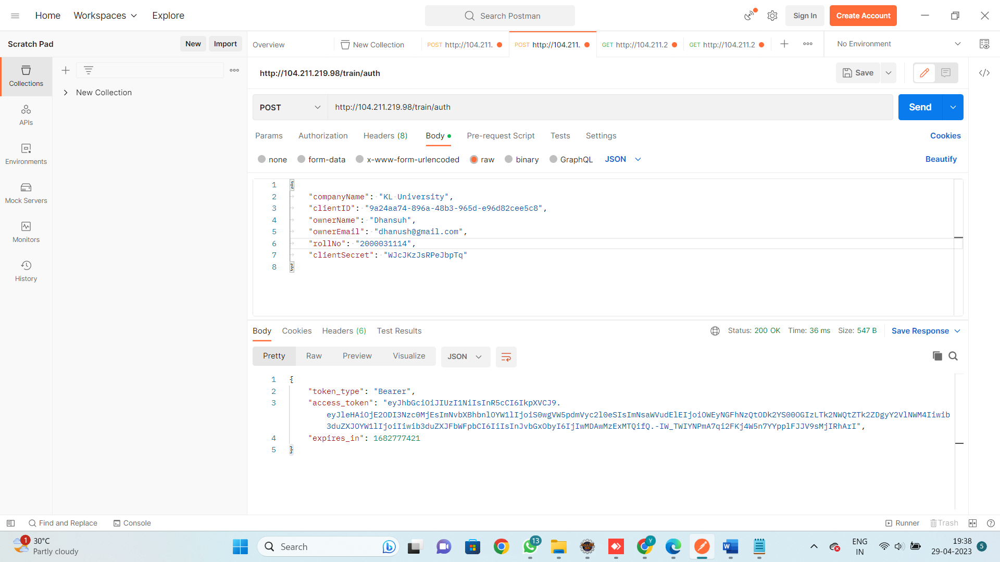 Home Workspaces Explore Search Postman Sign In Create Account
Scratch Pad New Import Overview New Collection POST http://104.211. POST http://104.211. GET http://104.211.2 GET http://104.211.2 No Environment
Collections
New Collection
APIs
Environments
Mock Servers
Monitors
History
http://104.211.219.98/train/auth Save
POST http://104.211.219.98/train/auth Send
Params Authorization Headers (8) Body Pre-request Script Tests Settings Cookies
none form-data x-www-form-urlencoded raw binary GraphQL JSON Beautify
1 {
2 "companyName": "KL University",
3 "clientID": "9a24aa74-896a-48b3-965d-e96d82cee5c8",
4 "ownerName": "Dhansuh",
5 "ownerEmail": "dhanush@gmail.com",
6 "rollNo": "2000031114",
7 "clientSecret": "WJcJKzJsRPeJbpTq"
8 }
Body Cookies Headers (6) Test Results Status: 200 OK Time: 36 ms Size: 547 B Save Response
Pretty Raw Preview Visualize JSON
1 {
2 "token_type": "Bearer",
3 "access_token": "eyJhbGciOiJIUzI1NiIsInR5cCI6IkpXVCJ9.
eyJleHAiOjE2ODI3Nzc0MjEsImNvbXBhbnlOYW1lIjoiS0wgVW5pdmVyc2l0eSIsImNsaWVudElEIjoiOWEyNGFhNzQtODk2YS00OGIzLTk2NWQtZTk2ZDgyY2VlNWM4Iiwib
3duZXJOYW1lIjoiIiwib3duZXJFbWFpbCI6IiIsInJvbGxObyI6IjIwMDAwMzExMTQifQ.-IW_TWIYNPmA7qi2FKj4W5n7YYpplFJJV9sMjIRhArI",
4 "expires_in": 1682777421
5 }
Find and Replace Console Runner Trash
1 30°C
Partly cloudy
Search 13 Y
ENG
IN
19:38
29-04-2023 5